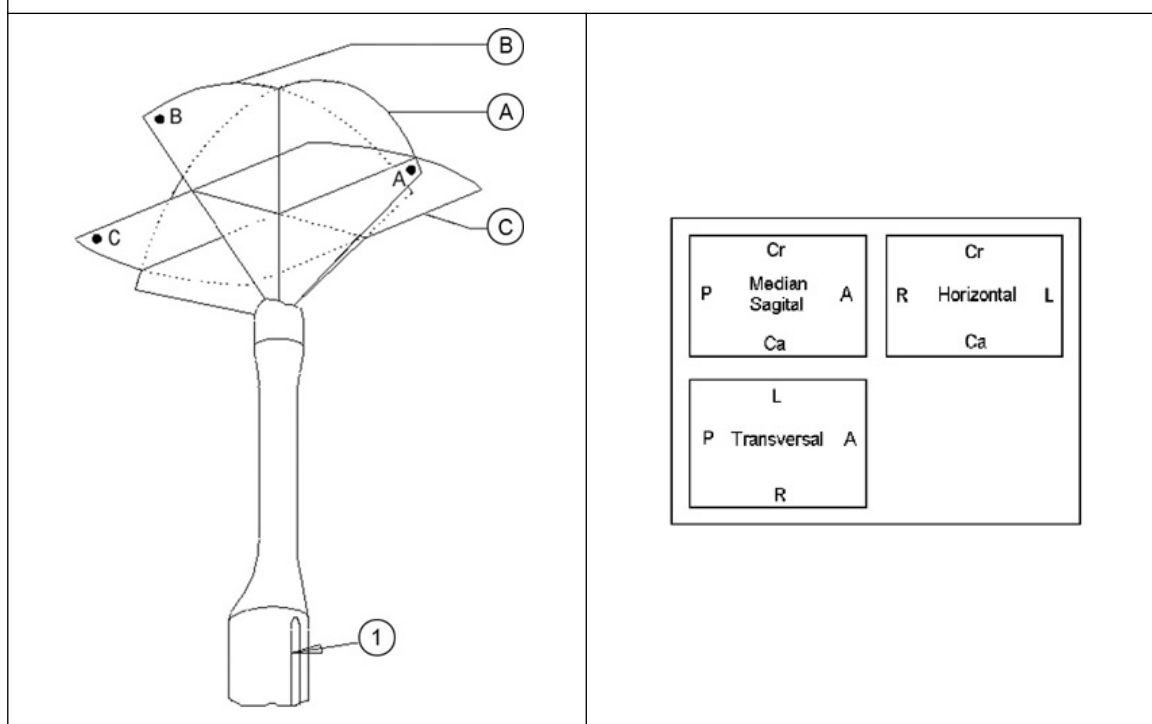 B
A
B
A
C
C
1
Cr
P Median Sagital A
Ca
Cr
R Horizontal L
Ca
L
P Transversal A
R